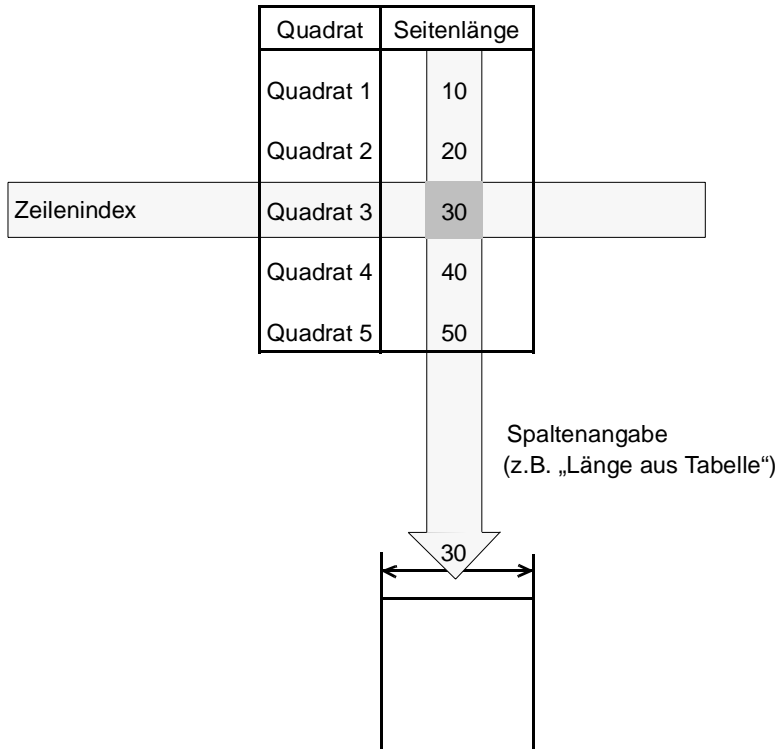 Quadrat Seitenlänge
Quadrat 1 10
Quadrat 2 20
Zeilenindex Quadrat 3 30
Quadrat 4 40
Quadrat 5 50
Spaltenangabe
(z.B. „Länge aus Tabelle“)
30